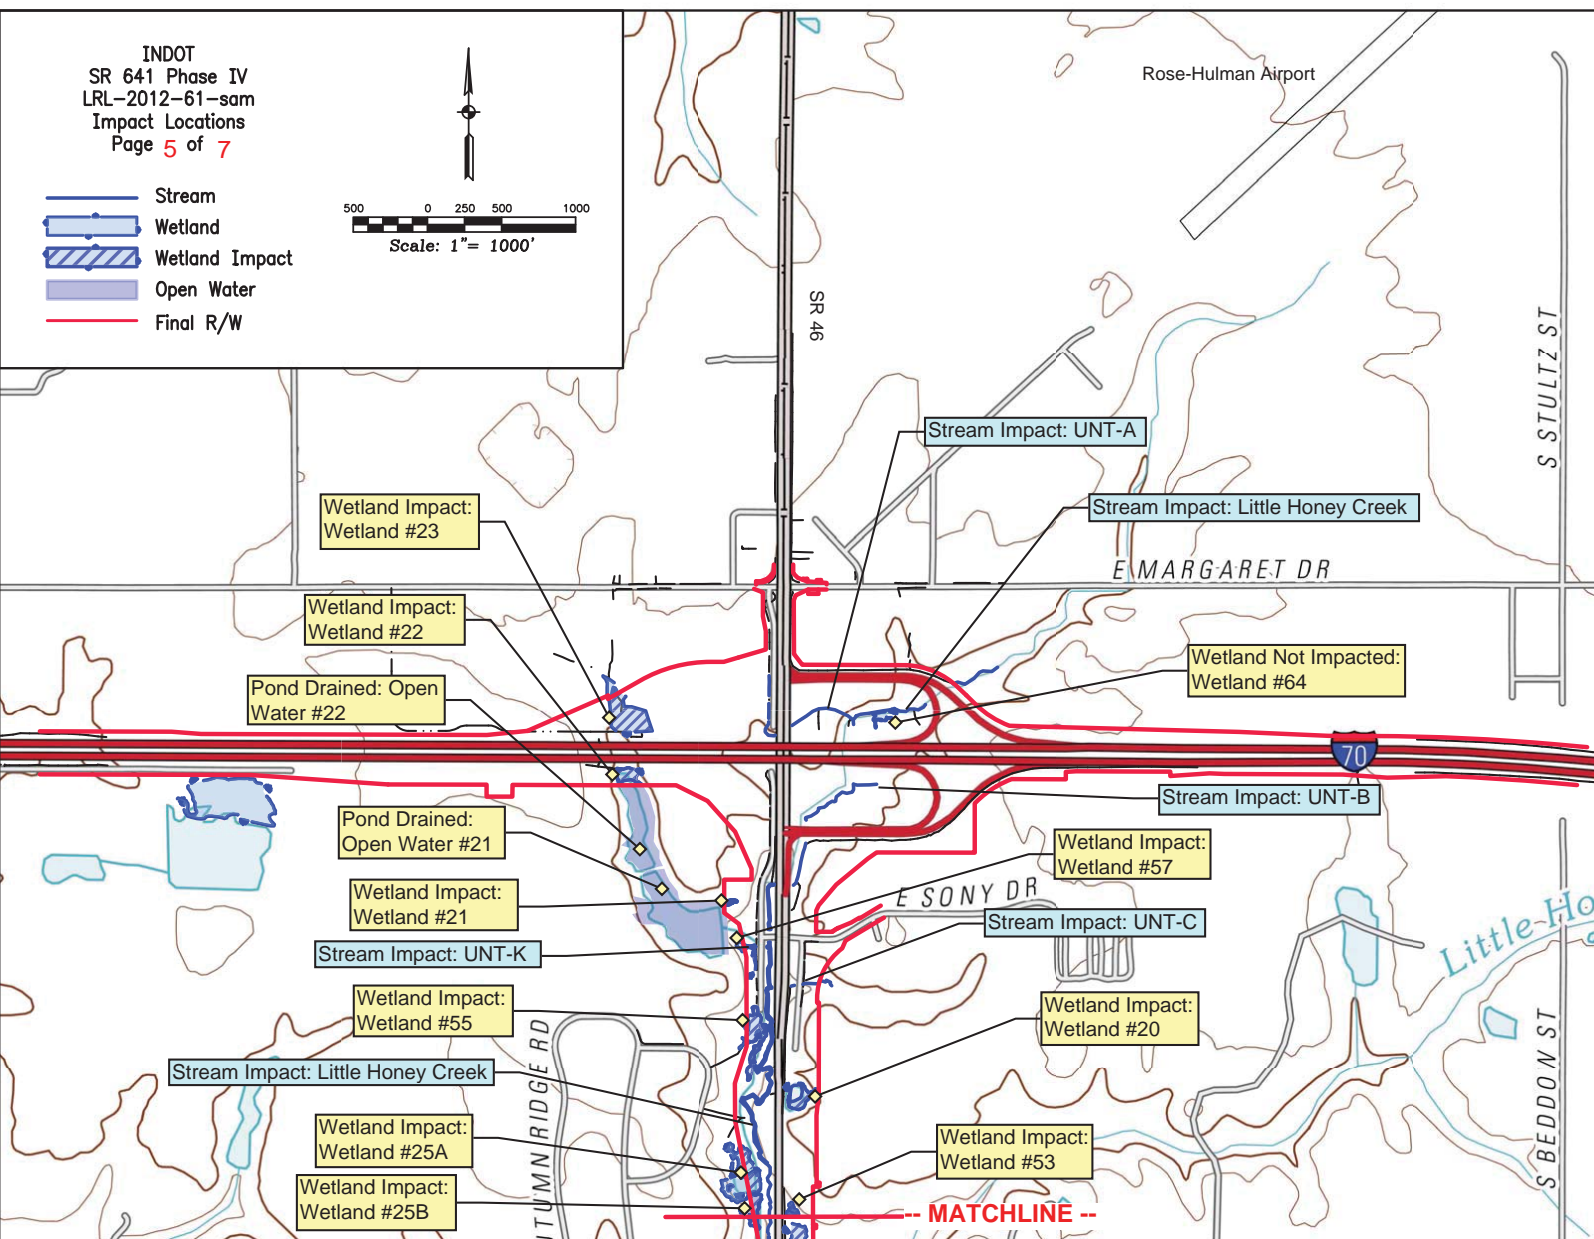 INDOT
SR 641 Phase IV
LRL-2012-61-sam
Impact Locations
Page 5 of 7
Stream
Wetland
Wetland Impact
Open Water
Final R/W
500 0 250 500 1000
Scale: 1"= 1000'
Rose-Hulman Airport
SR 46
S STULTZ ST
Stream Impact: UNT-A
Wetland Impact:
Wetland #23
Stream Impact: Little Honey Creek
E MARGARET DR
Wetland Impact:
Wetland #22
Wetland Not Impacted:
Wetland #64
Pond Drained: Open
Water #22
70
Stream Impact: UNT-B
Pond Drained:
Open Water #21
Wetland Impact:
Wetland #57
Wetland Impact:
Wetland #21
E SONY DR
Stream Impact: UNT-C
Little Ho
Stream Impact: UNT-K
Wetland Impact:
Wetland #55
Wetland Impact:
Wetland #20
Stream Impact: Little Honey Creek
UTUMN RIDGE RD
S BEDDON ST
Wetland Impact:
Wetland #25A
Wetland Impact:
Wetland #53
Wetland Impact:
Wetland #25B
-- MATCHLINE --